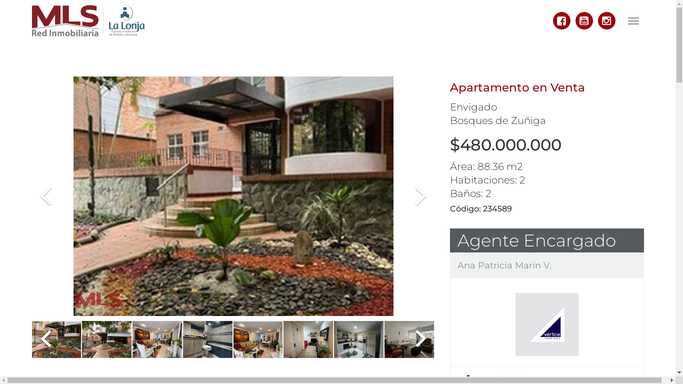 MLS
Red Inmobiliaria
La Lonja
Apartamento en Venta
Envigado
Bosques de Zuñiga
$480.000.000
Área: 88.36 m2
Habitaciones: 2
Baños: 2
Código: 234589
MLS
Agente Encargado
Ana Patricia Marin V.